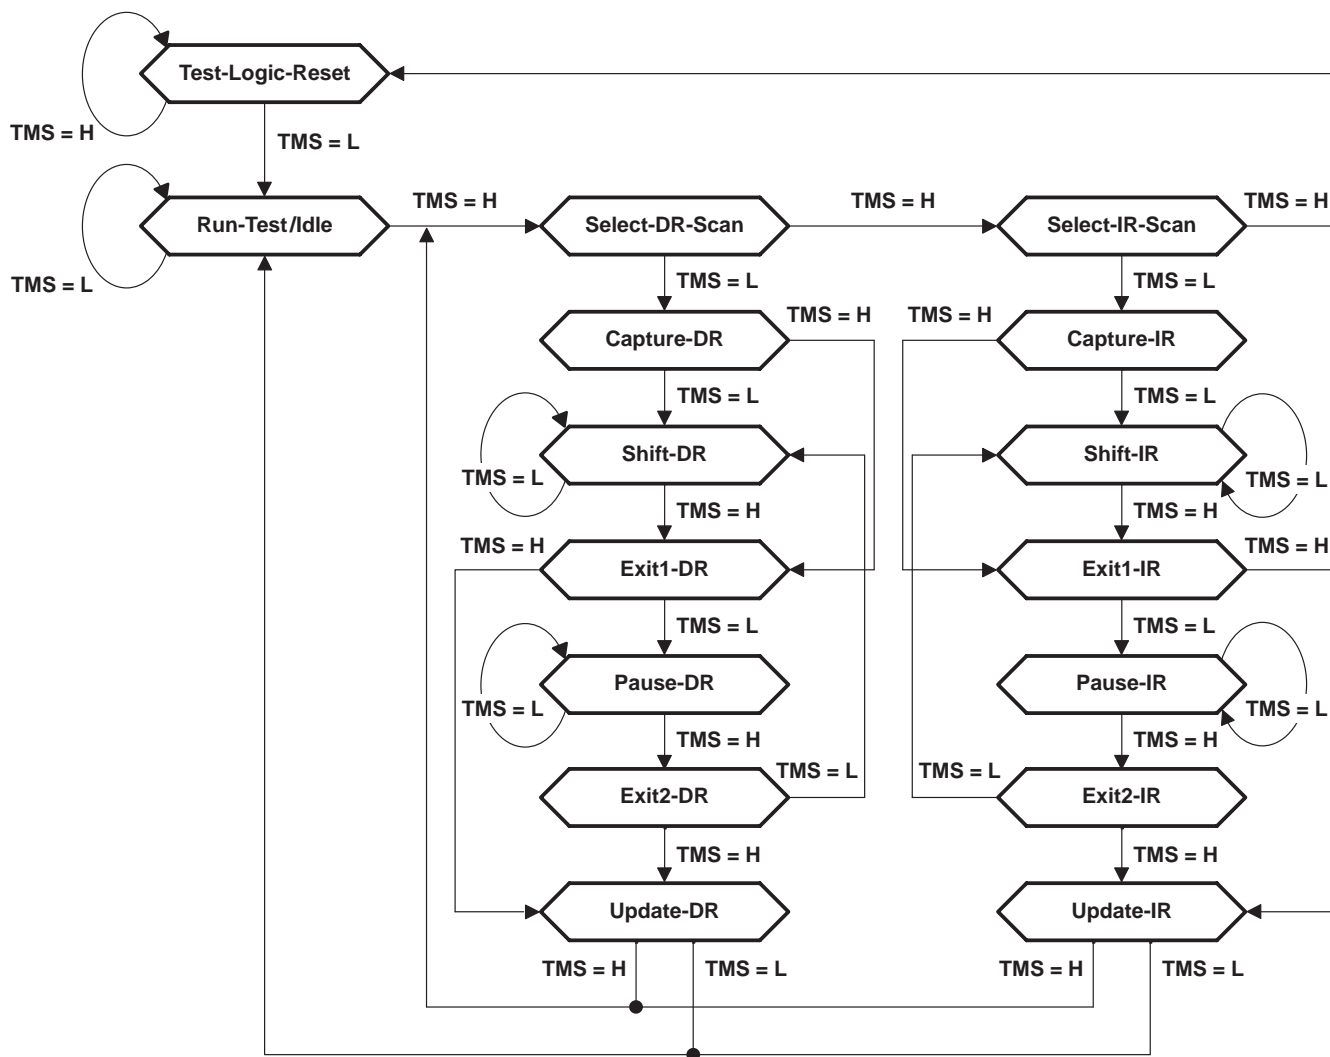 Test-Logic-Reset
TMS = H
TMS = L
TMS = H
TMS = H
TMS = H
Run-Test/Idle
Select-DR-Scan
Select-IR-Scan
TMS = L
TMS = L
TMS = L
TMS = H
TMS = H
Capture-DR
Capture-IR
TMS = L
TMS = L
Shift-DR
Shift-IR
TMS = L
TMS = L
TMS = H
TMS = H
TMS = H
TMS = H
Exit1-DR
Exit1-IR
TMS = L
TMS = L
Pause-DR
Pause-IR
TMS = L
TMS = L
TMS = H
TMS = H
TMS = L
TMS = L
Exit2-DR
Exit2-IR
TMS = H
TMS = H
Update-DR
Update-IR
TMS = H
TMS = L
TMS = H
TMS = L